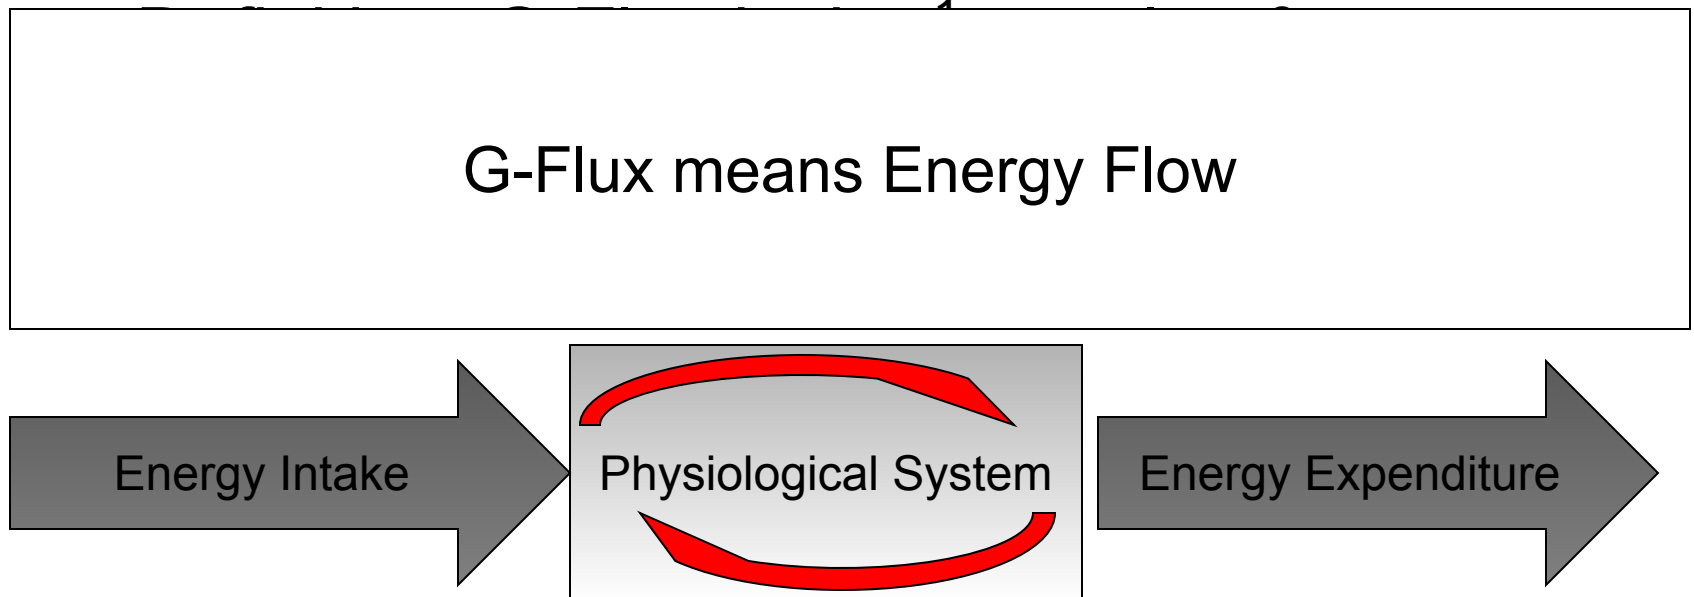 G-Flux means Energy Flow
Energy Intake
Physiological System
Energy Expenditure